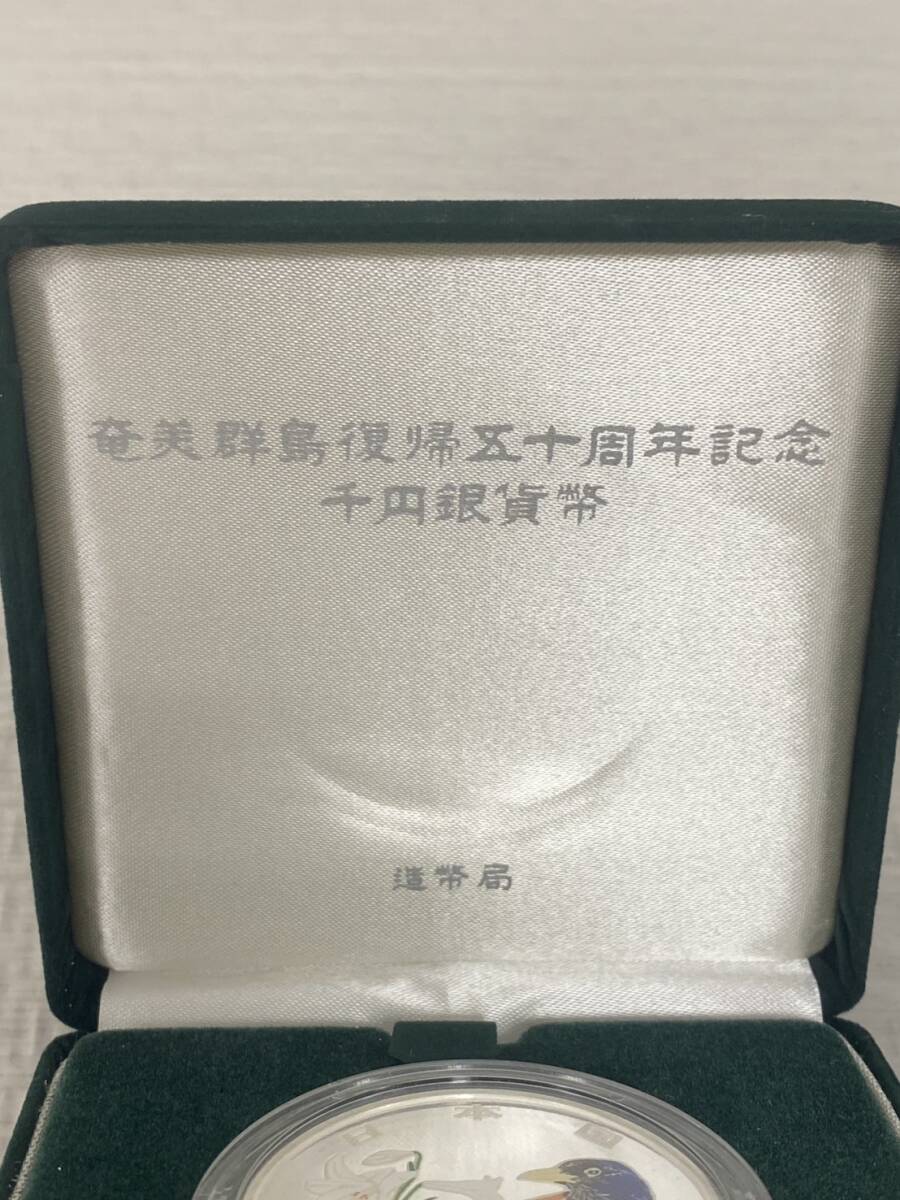 奄美群島復帰五十周年記念
千円銀貨幣
造幣局
日本国